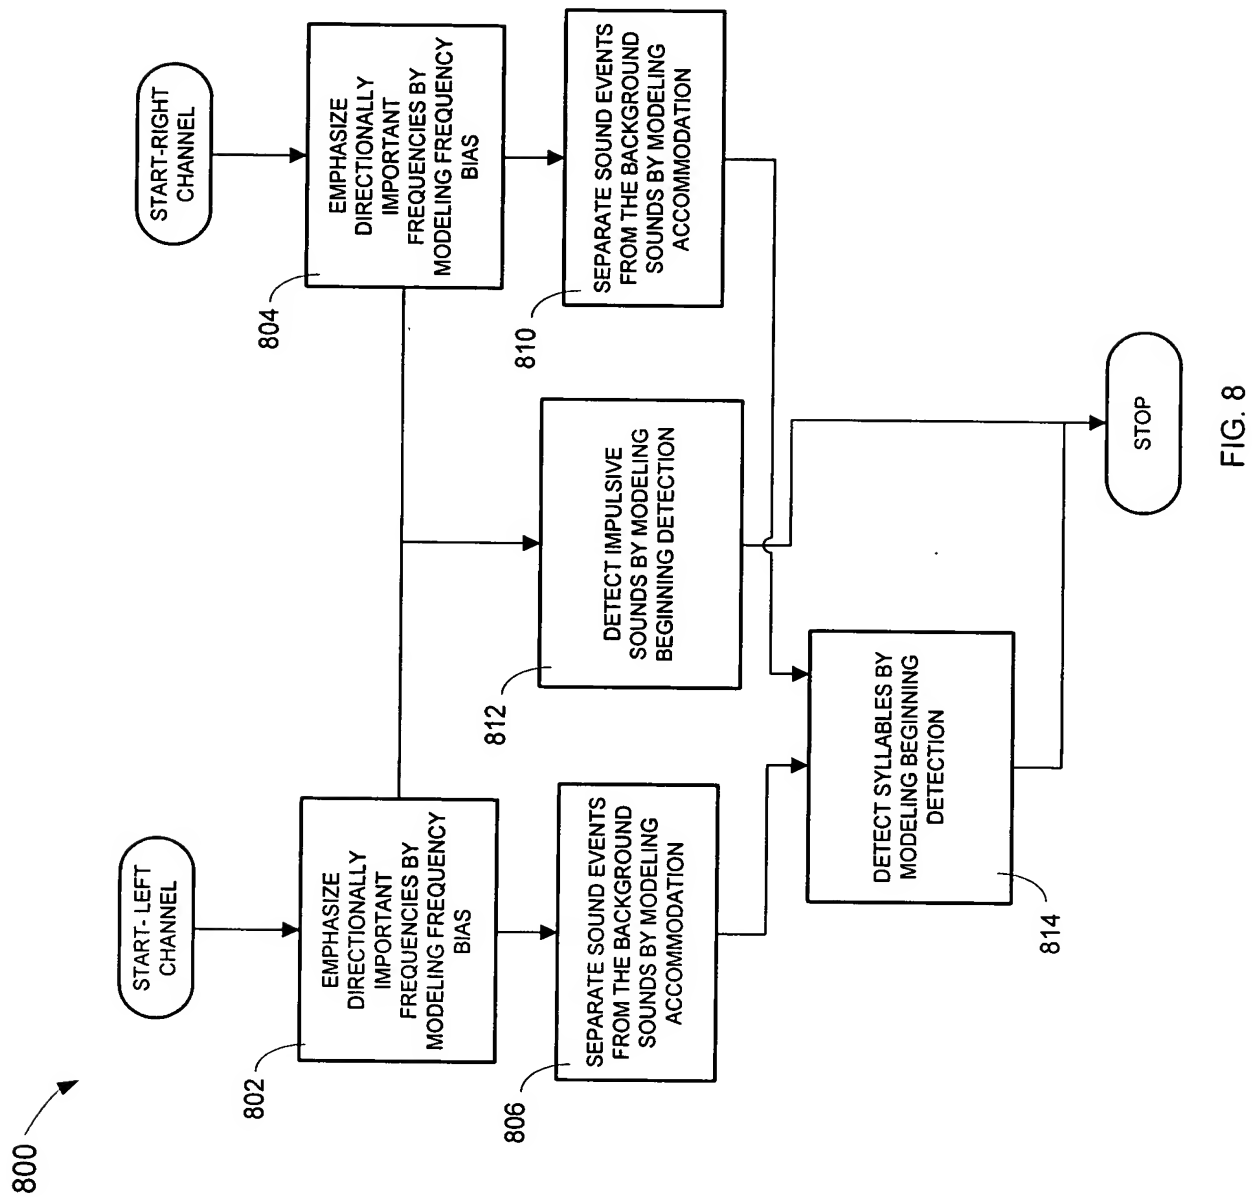 800
START- LEFT
CHANNEL
START-RIGHT
CHANNEL
802
EMPHASIZE
DIRECTIONALLY
IMPORTANT
FREQUENCIES BY
MODELING FREQUENCY
BIAS
804
EMPHASIZE
DIRECTIONALLY
IMPORTANT
FREQUENCIES BY
MODELING FREQUENCY
BIAS
806
SEPARATE SOUND EVENTS
FROM THE BACKGROUND
SOUNDS BY MODELING
ACCOMMODATION
812
DETECT IMPULSIVE
SOUNDS BY MODELING
BEGINNING DETECTION
810
SEPARATE SOUND EVENTS
FROM THE BACKGROUND
SOUNDS BY MODELING
ACCOMMODATION
814
DETECT SYLLABLES BY
MODELING BEGINNING
DETECTION
STOP
FIG. 8